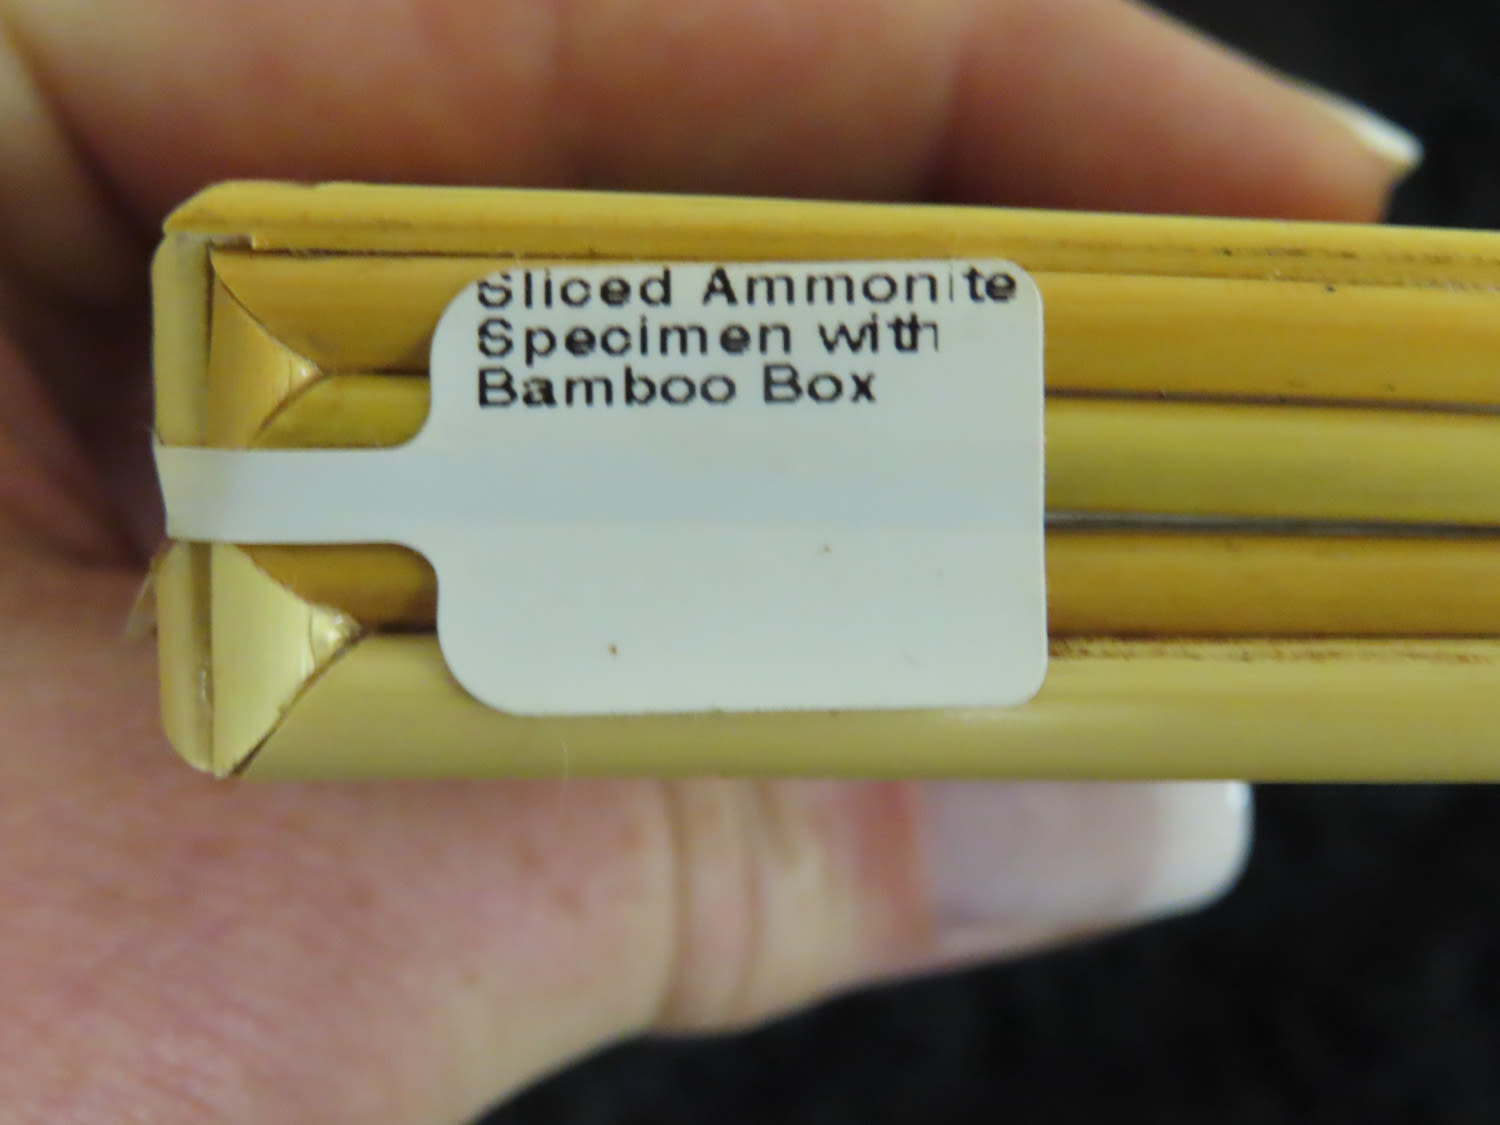 Sliced Ammonite
Specimen with
Bamboo Box